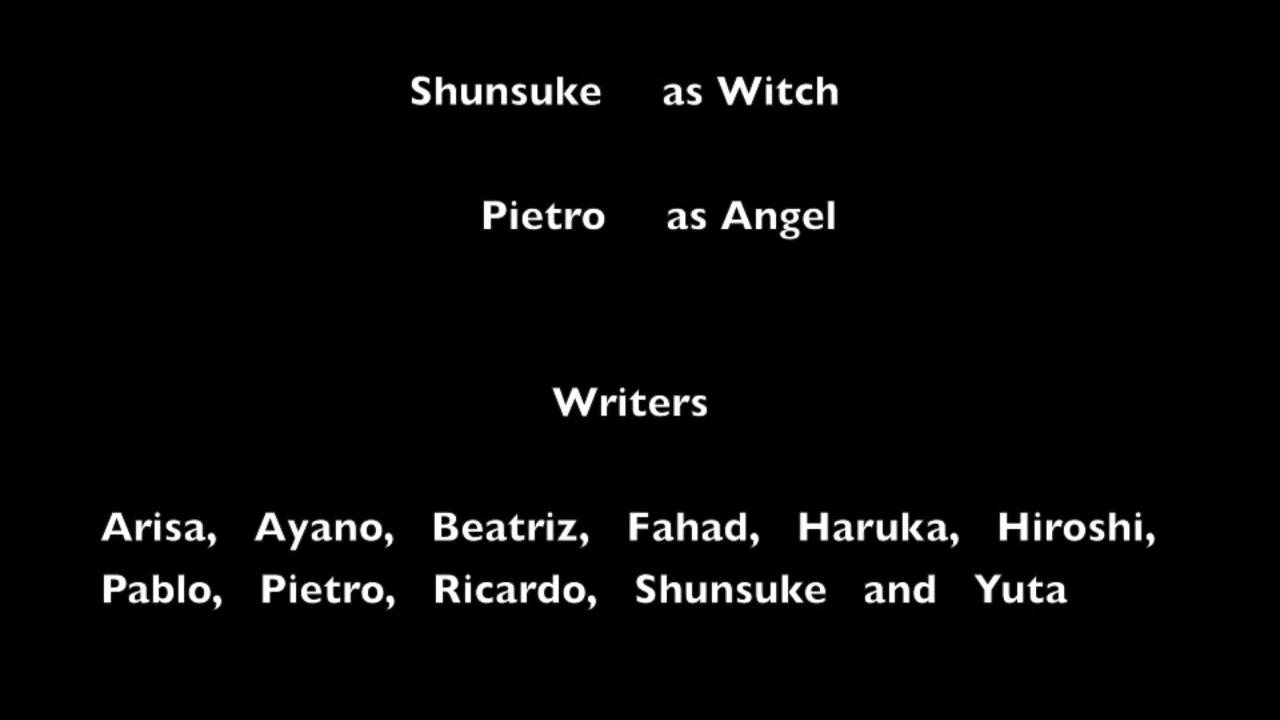 Shunsuke as Witch
Pietro as Angel
Writers
Arisa, Ayano, Beatriz, Fahad, Haruka, Hiroshi,
Pablo, Pietro, Ricardo, Shunsuke and Yuta